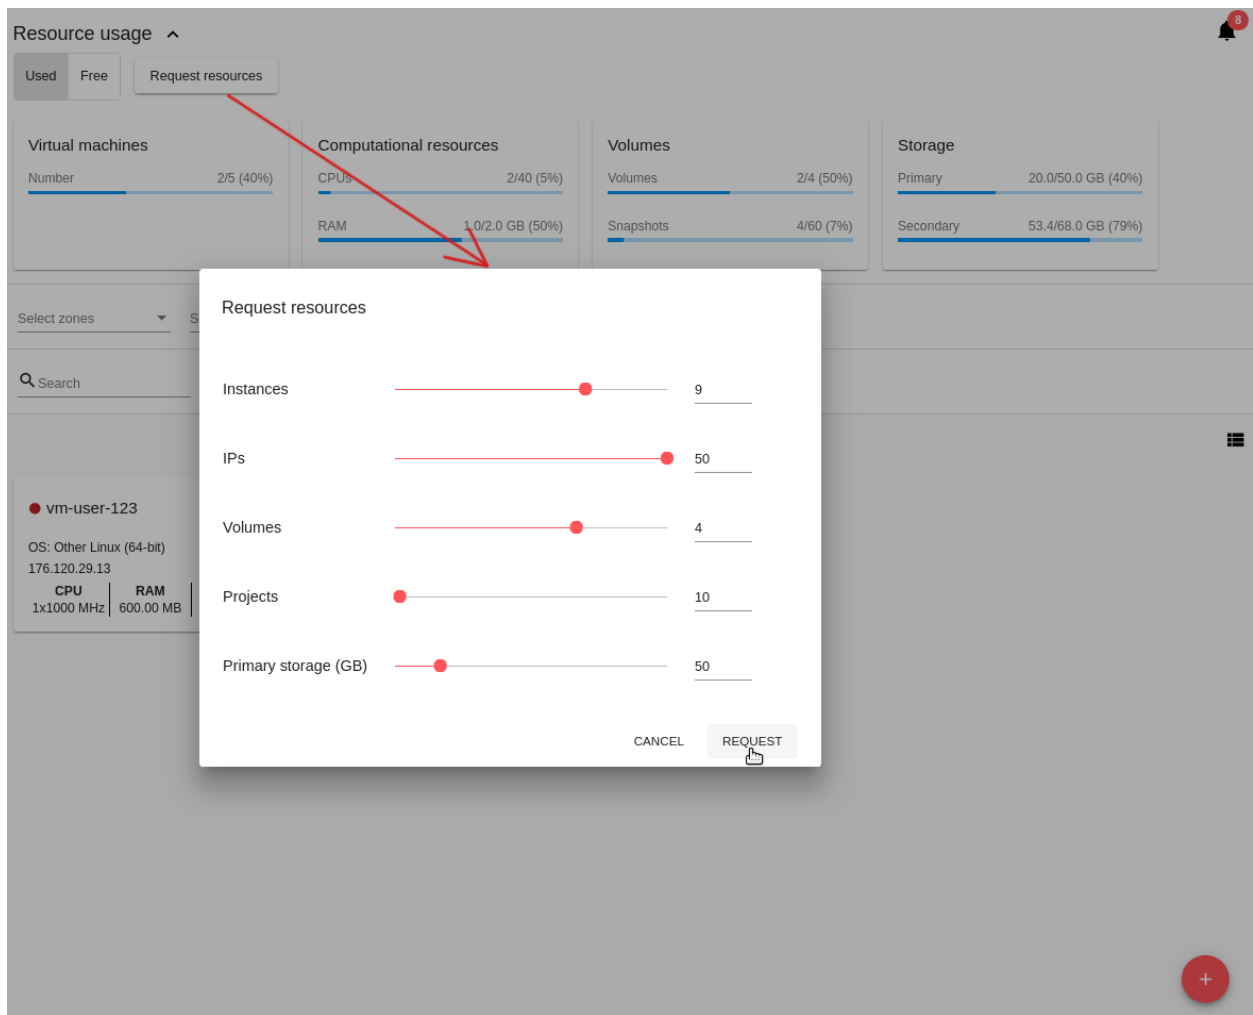 Resource usage
8
Used Free Request resources
Virtual machines
Number 2/5 (40%)
Computational resources
CPUs 2/40 (5%)
RAM 1.0/2.0 GB (50%)
Volumes
Volumes 2/4 (50%)
Snapshots 4/60 (7%)
Storage
Primary 20.0/50.0 GB (40%)
Secondary 53.4/68.0 GB (79%)
Select zones S
Search
vm-user-123
OS: Other Linux (64-bit)
176.120.29.13
CPU RAM
1x1000 MHz 600.00 MB
Request resources
Instances 9
IPs 50
Volumes 4
Projects 10
Primary storage (GB) 50
CANCEL REQUEST
+